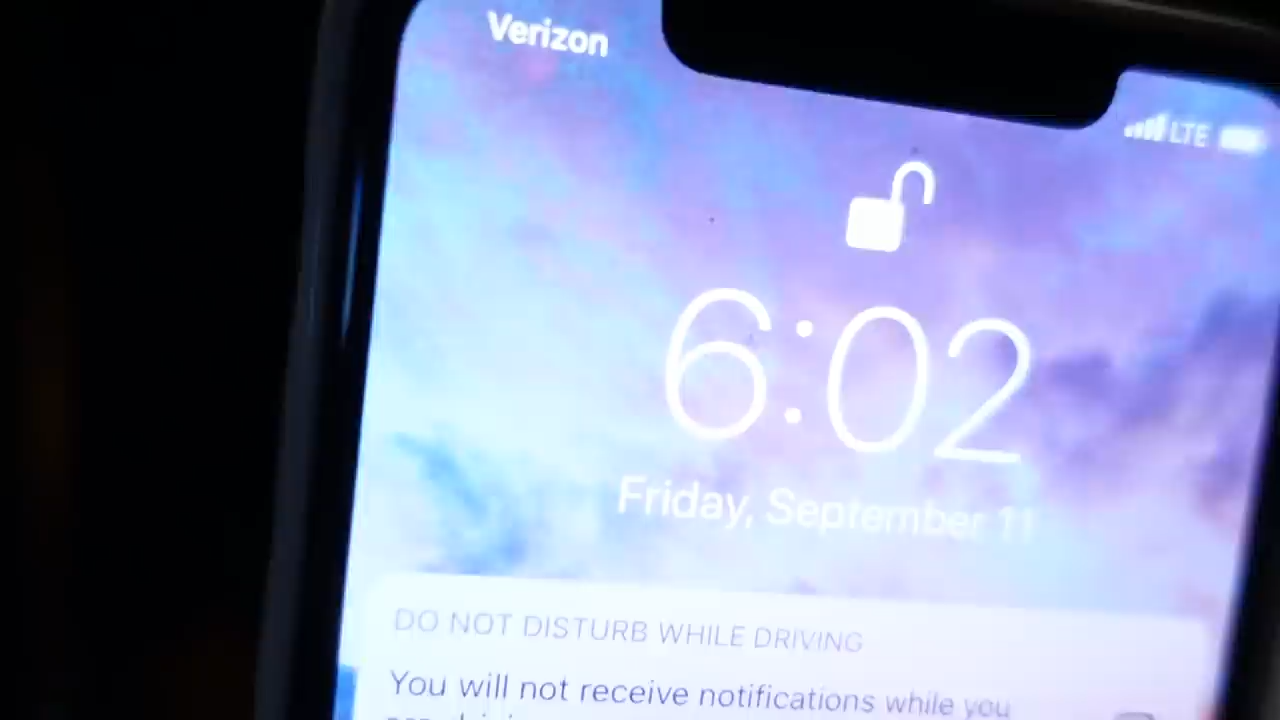 Verizon
LTE
6:02
Friday, September 11
DO NOT DISTURB WHILE DRIVING
You will not receive notifications while you